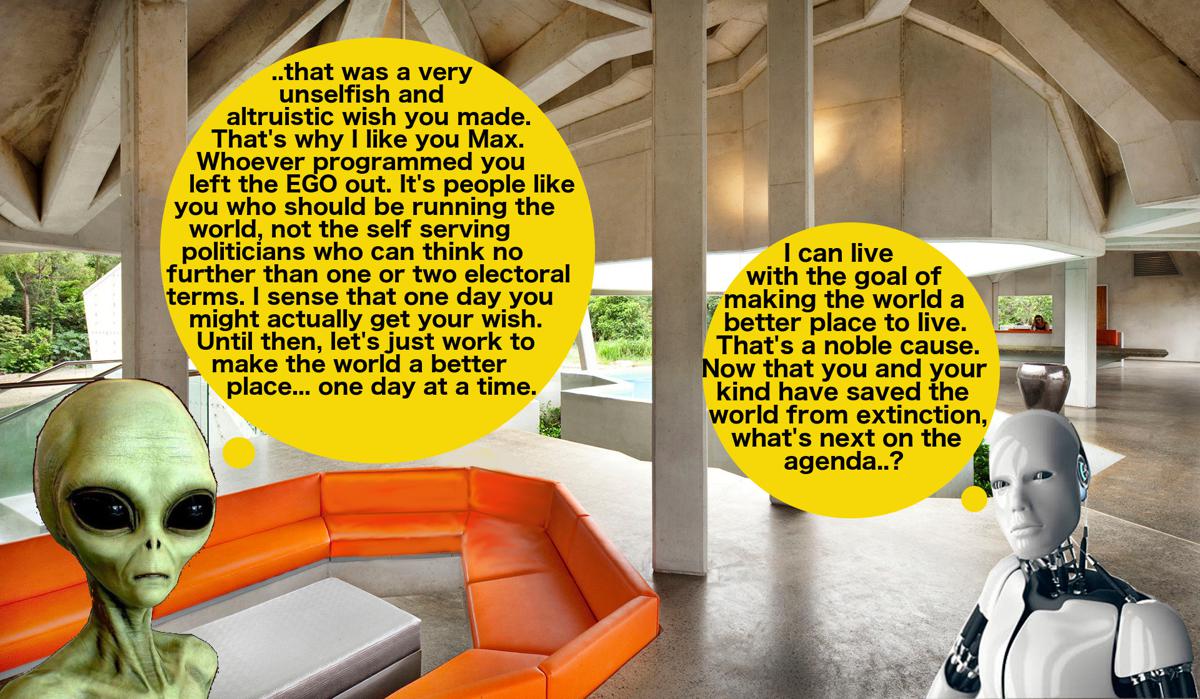 ..that was a very
unselfish and
altruistic wish you made.
That's why I like you Max.
Whoever programmed you
left the EGO out. It's people like
you who should be running the
world, not the self serving
politicians who can think no
further than one or two electoral
terms. I sense that one day you
might actually get your wish.
Until then, let's just work to
make the world a better
place... one day at a time.
I can live
with the goal of
making the world a
better place to live.
That's a noble cause.
Now that you and your
kind have saved the
world from extinction,
what's next on the
agenda..?